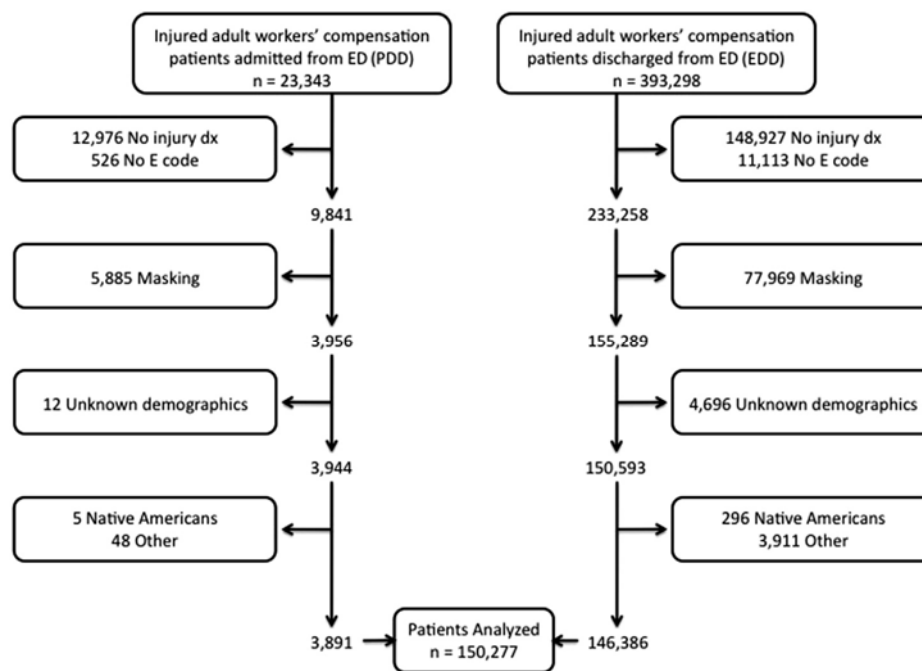 Injured adult workers’ compensation
patients admitted from ED (PDD)
n = 23,343
Injured adult workers’ compensation
patients discharged from ED (EDD)
n = 393,298
12,976 No injury dx
526 No E code
148,927 No injury dx
11,113 No E code
9,841
233,258
5,885 Masking
77,969 Masking
3,956
155,289
12 Unknown demographics
4,696 Unknown demographics
3,944
150,593
5 Native Americans
48 Other
296 Native Americans
3,911 Other
3,891
Patients Analyzed
n = 150,277
146,386